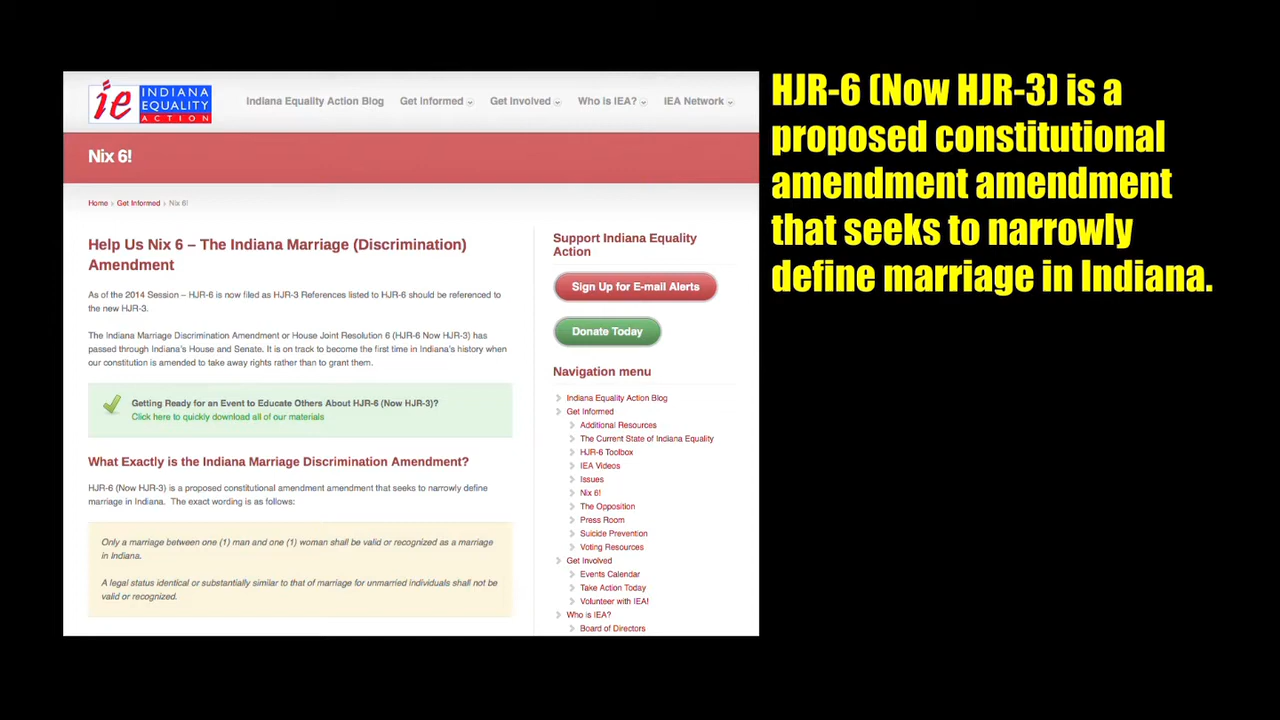 ie INDIANA
EQUALITY
ACTION
Indiana Equality Action Blog Get Informed Get Involved Who is IEA? IEA Network
Nix 6!
Home › Get Informed › Nix 6!
Help Us Nix 6 – The Indiana Marriage (Discrimination)
Amendment
As of the 2014 Session – HJR-6 is now filed as HJR-3 References listed to HJR-6 should be referenced to
the new HJR-3.
The Indiana Marriage Discrimination Amendment or House Joint Resolution 6 (HJR-6 Now HJR-3) has
passed through Indiana's House and Senate. It is on track to become the first time in Indiana's history when
our constitution is amended to take away rights rather than to grant them.
Getting Ready for an Event to Educate Others About HJR-6 (Now HJR-3)?
Click here to quickly download all of our materials
What Exactly is the Indiana Marriage Discrimination Amendment?
HJR-6 (Now HJR-3) is a proposed constitutional amendment amendment that seeks to narrowly define
marriage in Indiana. The exact wording is as follows:
Only a marriage between one (1) man and one (1) woman shall be valid or recognized as a marriage
in Indiana.
A legal status identical or substantially similar to that of marriage for unmarried individuals shall not be
valid or recognized.
Support Indiana Equality
Action
Sign Up for E-mail Alerts
Donate Today
Navigation menu
Indiana Equality Action Blog
Get Informed
Additional Resources
The Current State of Indiana Equality
HJR-6 Toolbox
IEA Videos
Issues
Nix 6!
The Opposition
Press Room
Suicide Prevention
Voting Resources
Get Involved
Events Calendar
Take Action Today
Volunteer with IEA!
Who is IEA?
Board of Directors
HJR-6 (Now HJR-3) is a
proposed constitutional
amendment amendment
that seeks to narrowly
define marriage in Indiana.